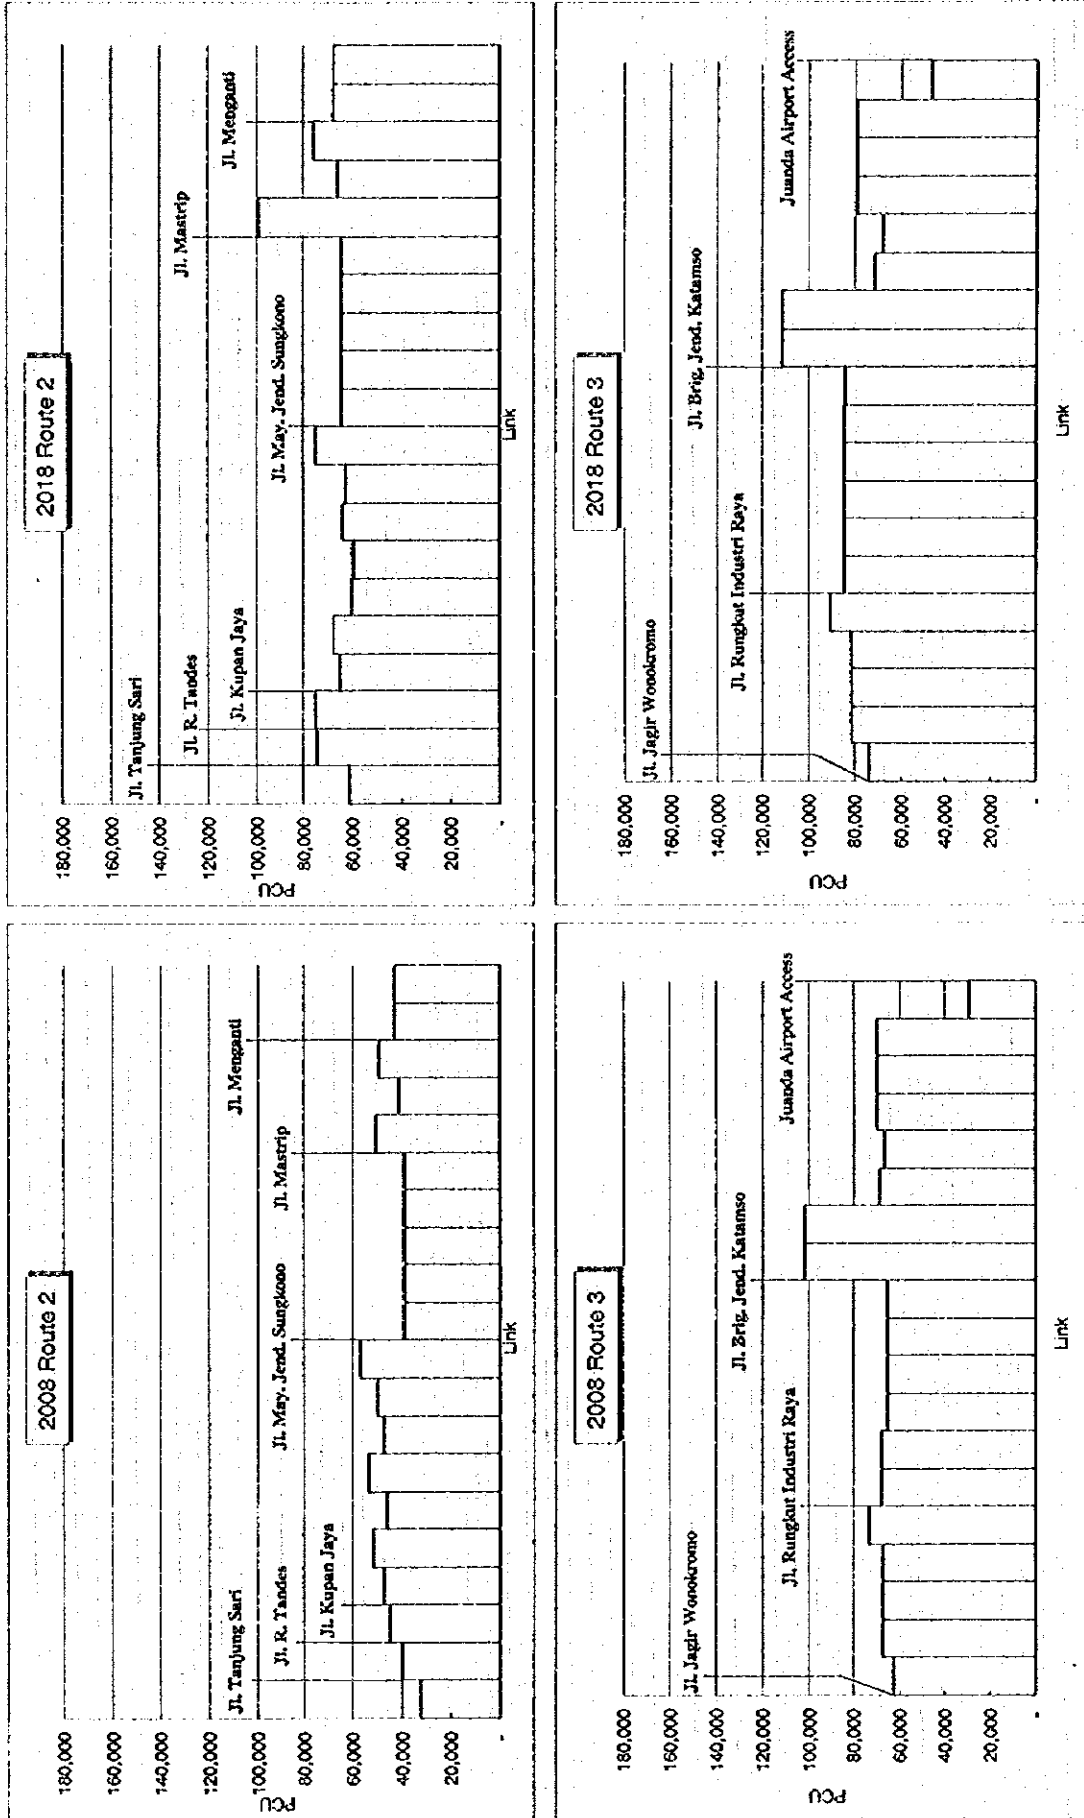 2008 Route 2
180,000
160,000
140,000
120,000
100,000
80,000
60,000
40,000
20,000
-
PCU
Jl. Tanjung Sari
Jl. R. Tandes
Jl. Kupan Jaya
Jl. May. Jend. Sungkono
Jl. Mastrip
Jl. Menganti
Link
2018 Route 2
180,000
160,000
140,000
120,000
100,000
80,000
60,000
40,000
20,000
-
PCU
Jl. Tanjung Sari
Jl. R. Tandes
Jl. Kupan Jaya
Jl. May. Jend. Sungkono
Jl. Mastrip
Jl. Menganti
Link
2008 Route 3
180,000
160,000
140,000
120,000
100,000
80,000
60,000
40,000
20,000
-
PCU
Jl. Jagir Wonokromo
Jl. Rungkut Industri Raya
Jl. Brig. Jend. Katamso
Juanda Airport Access
Link
2018 Route 3
180,000
160,000
140,000
120,000
100,000
80,000
60,000
40,000
20,000
-
PCU
Jl. Jagir Wonokromo
Jl. Rungkut Industri Raya
Jl. Brig. Jend. Katamso
Juanda Airport Access
Link